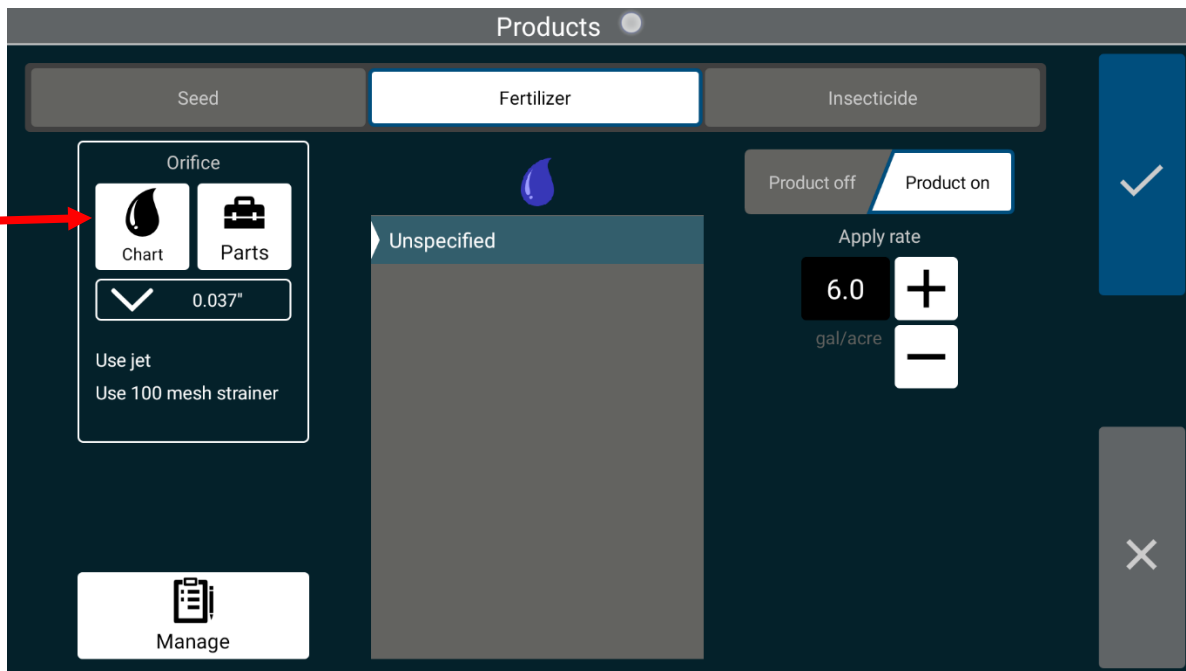 Products
Seed
Fertilizer
Insecticide
Orifice
Chart
Parts
0.037"
Use jet
Use 100 mesh strainer
Manage
Unspecified
Product off
Product on
Apply rate
6.0
gal/acre